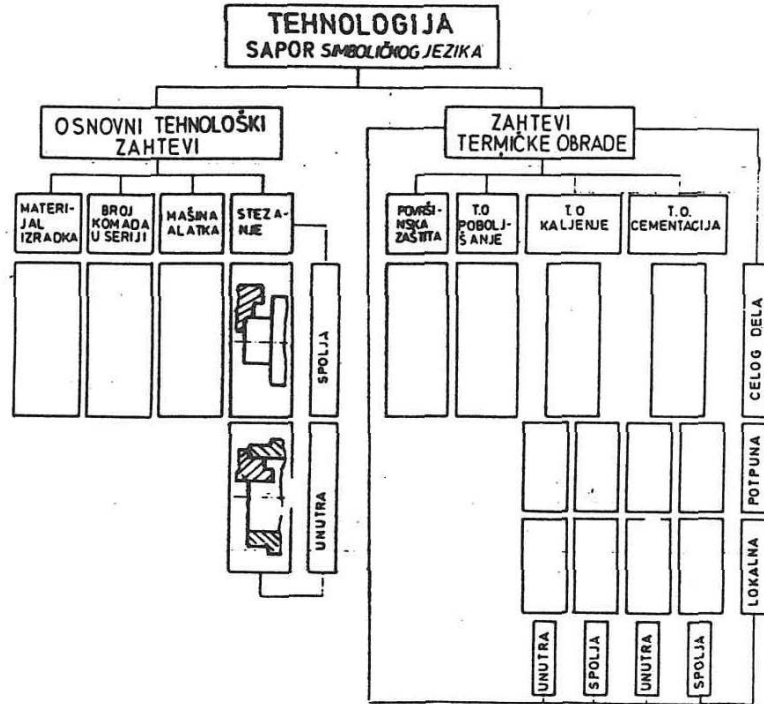 TEHNOLOGIJA
SAPOR SIMBOLIČKOG JEZIKA
OSNOVNI TEHNOLOŠKI
ZAHTEVI
ZAHTEVI
TERMIČKE OBRADE
MATERI-
JAL
IZRADKA
BROJ
KOMADA
U SERIJI
MAŠINA
ALATKA
STEZA-
NJE
POVRŠI-
NSKA
ZAŠTITA
T.O
POBOLJ-
ŠANJE
T.O.
KALJENJE
T.O.
CEMENTACIJA
SPOLJA
CELOG DELA
UNUTRA
POTPUNA
LOKALNA
UNUTRA
SPOLJA
UNUTRA
SPOLJA